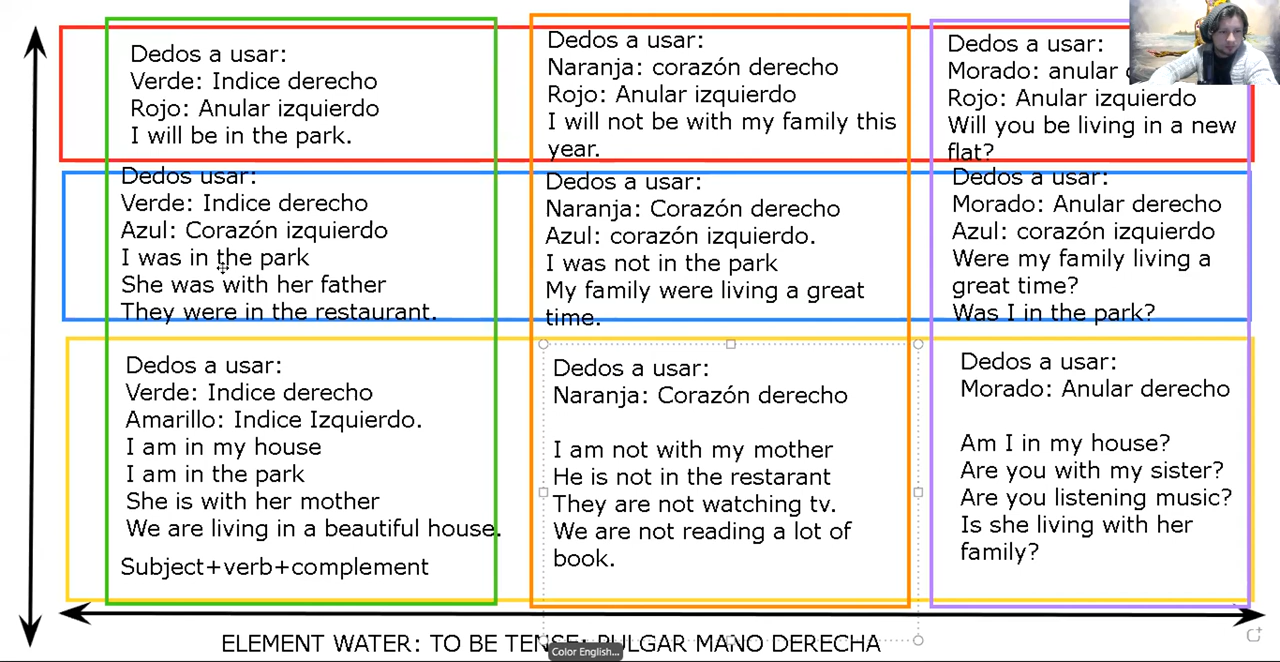 Dedos a usar:
Verde: Indice derecho
Rojo: Anular izquierdo
I will be in the park.
Dedos a usar:
Naranja: corazón derecho
Rojo: Anular izquierdo
I will not be with my family this
year.
Dedos a usar:
Morado: anular
Rojo: Anular izquierdo
Will you be living in a new
flat?
Dedos usar:
Verde: Indice derecho
Azul: Corazón izquierdo
I was in the park
She was with her father
They were in the restaurant.
Dedos a usar:
Naranja: Corazón derecho
Azul: corazón izquierdo.
I was not in the park
My family were living a great
time.
Dedos a usar:
Morado: Anular derecho
Azul: corazón izquierdo
Were my family living a
great time?
Was I in the park?
Dedos a usar:
Verde: Indice derecho
Amarillo: Indice Izquierdo.
I am in my house
I am in the park
She is with her mother
We are living in a beautiful house.
Subject+verb+complement
Dedos a usar:
Naranja: Corazón derecho
I am not with my mother
He is not in the restarant
They are not watching tv.
We are not reading a lot of
book.
Dedos a usar:
Morado: Anular derecho
Am I in my house?
Are you with my sister?
Are you listening music?
Is she living with her
family?
ELEMENT WATER: TO BE TENSE: PULGAR MANO DERECHA
Color English...